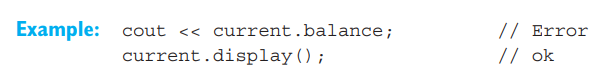 Example: cout << current.balance; // Error
current.display(); // ok